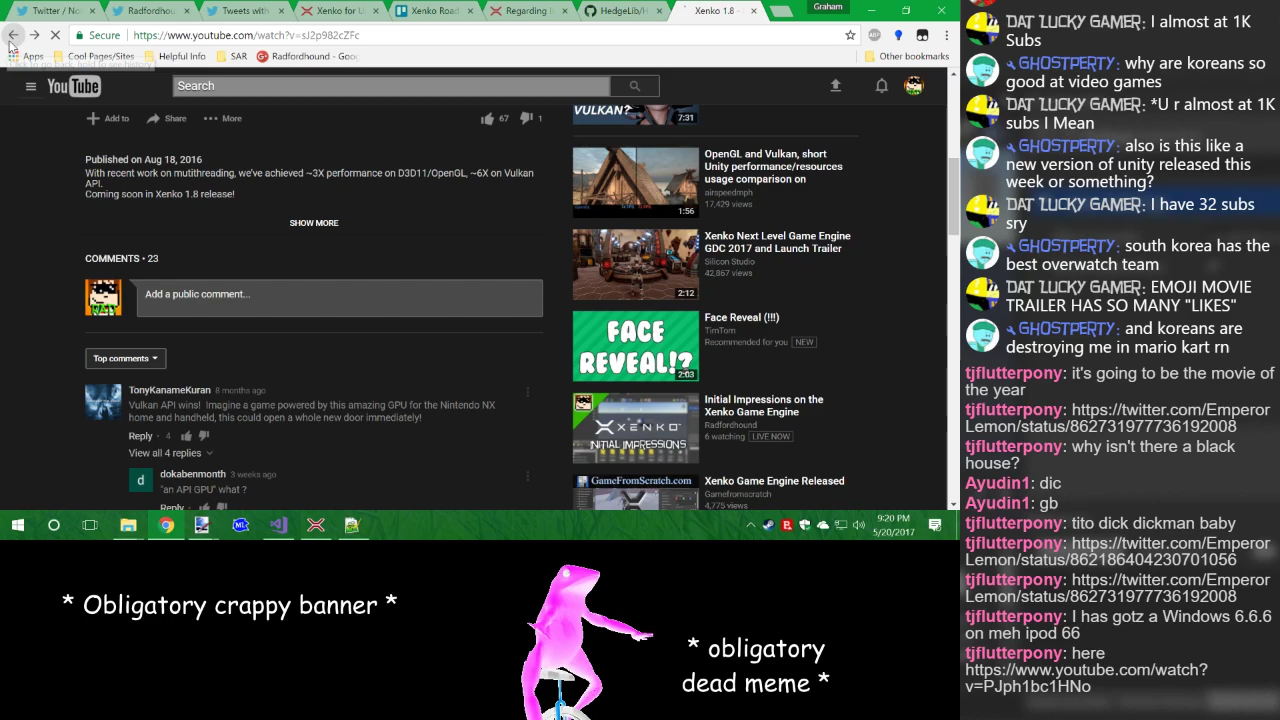 Twitter / No
Radfordhou
Tweets with
Xenko for U
Xenko Road
Regarding I
HedgeLib/H
Xenko 1.8 -
Graham
Secure
https://www.youtube.com/watch?v=sJ2p982cZFc
Apps
Cool Pages/Sites
Helpful Info
SAR
Radfordhound - Goo
Other bookmarks
YouTube
Search
Add to
Share
More
67
1
Published on Aug 18, 2016
With recent work on mutithreading, we've achieved ~3X performance on D3D11/OpenGL, ~6X on Vulkan
API.
Coming soon in Xenko 1.8 release!
SHOW MORE
COMMENTS • 23
Add a public comment...
Top comments
TonyKanameKuran 8 months ago
Vulkan API wins! Imagine a game powered by this amazing GPU for the Nintendo NX
home and handheld, this could open a whole new door immediately!
Reply · 4
View all 4 replies
d
dokabenmonth 3 weeks ago
"an API GPU" what ?
Reply
VULKAN?
7:31
OpenGL and Vulkan, short
Unity performance/resources
usage comparison on
airspeedmph
17,429 views
1:56
Xenko Next Level Game Engine
GDC 2017 and Launch Trailer
Silicon Studio
42,867 views
2:12
FACE
REVEAL!?
2:03
Face Reveal (!!!)
TimTom
Recommended for you NEW
XENKO
INITIAL IMPRESSIONS
Initial Impressions on the
Xenko Game Engine
Radfordhound
6 watching LIVE NOW
GameFromScratch.com
Xenko Game Engine Released
Gamefromscratch
4,775 views
9:20 PM
5/20/2017
* Obligatory crappy banner *
* obligatory
dead meme *
DAT LUCKY GAMER: I almost at 1K
Subs
GHOSTPERTY: why are koreans so
good at video games
DAT LUCKY GAMER: *U r almost at 1K
subs I Mean
GHOSTPERTY: also is this like a
new version of unity released this
week or something?
DAT LUCKY GAMER: I have 32 subs
sry
GHOSTPERTY: south korea has the
best overwatch team
DAT LUCKY GAMER: EMOJI MOVIE
TRAILER HAS SO MANY "LIKES"
GHOSTPERTY: and koreans are
destroying me in mario kart rn
tjflutterpony: it's going to be the movie of
the year
tjflutterpony: https://twitter.com/Emperor
Lemon/status/862731977736192008
tjflutterpony: why isn't there a black
house?
Ayudin1: dic
Ayudin1: gb
tjflutterpony: tito dick dickman baby
tjflutterpony: https://twitter.com/Emperor
Lemon/status/862186404230701056
tjflutterpony: https://twitter.com/Emperor
Lemon/status/862731977736192008
tjflutterpony: I has gotz a Windows 6.6.6
on meh ipod 66
tjflutterpony: here
https://www.youtube.com/watch?
v=PJph1bc1HNo